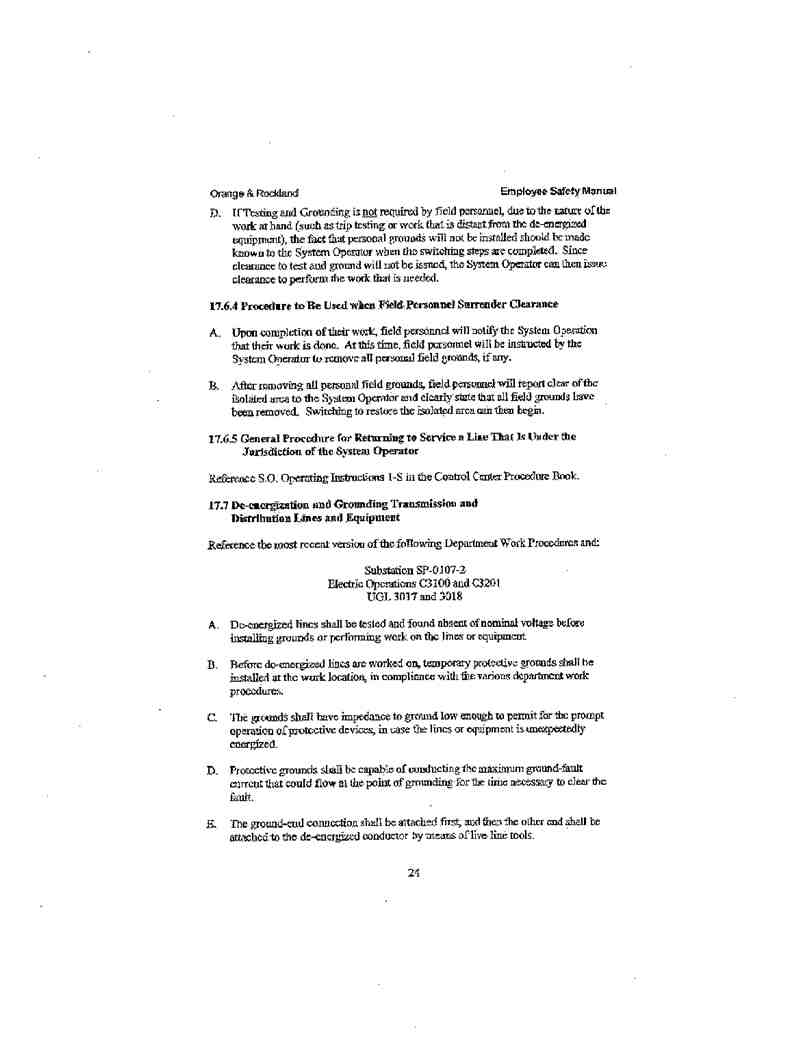 Orange & Rockland
Employee Safety Manual
D. If Testing and Grounding is not required by field personnel, due to the nature of the
work at hand (such as trip testing or work that is distant from the de-energized
equipment), the fact that personal grounds will not be installed should be made
known to the System Operator when the switching steps are completed. Since
clearance to test and ground will not be issued, the System Operator can then issue
clearance to perform the work that is needed.
17.6.4 Procedure to Be Used when Field Personnel Surrender Clearance
A. Upon completion of their work, field personnel will notify the System Operation
that their work is done. At this time, field personnel will be instructed by the
System Operator to remove all personal field grounds, if any.
B. After removing all personal field grounds, field personnel will report clear of the
isolated area to the System Operator and clearly state that all field grounds have
been removed. Switching to restore the isolated area can then begin.
17.6.5 General Procedure for Returning to Service a Line That Is Under the
Jurisdiction of the System Operator
Reference S.O. Operating Instructions 1-S in the Control Center Procedure Book.
17.7 De-energization and Grounding Transmission and
Distribution Lines and Equipment
Reference the most recent version of the following Department Work Procedures and:
Substation SP-0107-2
Electric Operations C3100 and C3201
UGL 3017 and 3018
A. De-energized lines shall be tested and found absent of nominal voltage before
installing grounds or performing work on the lines or equipment
B. Before de-energized lines are worked on, temporary protective grounds shall be
installed at the work location, in compliance with the various department work
procedures.
C. The grounds shall have impedance to ground low enough to permit for the prompt
operation of protective devices, in case the lines or equipment is unexpectedly
energized.
D. Protective grounds shall be capable of conducting the maximum ground-fault
current that could flow at the point of grounding for the time necessary to clear the
fault.
E. The ground-end connection shall be attached first, and then the other end shall be
attached to the de-energized conductor by means of live line tools.
24